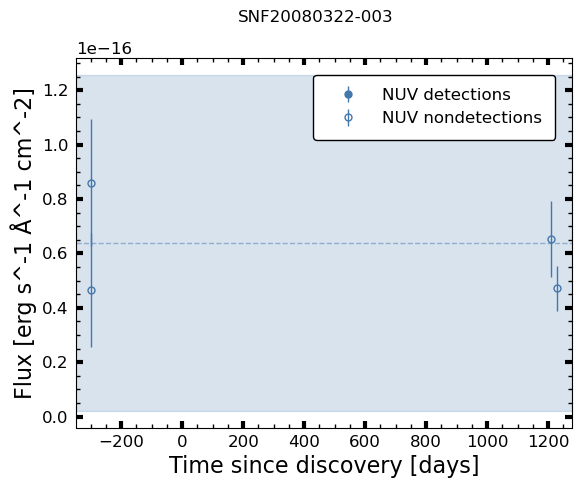 SNF20080322-003
1e−16
NUV detections
NUV nondetections
1.2
1.0
0.8
0.6
0.4
0.2
0.0
Flux [erg s^-1 Å^-1 cm^-2]
−200 0 200 400 600 800 1000 1200
Time since discovery [days]